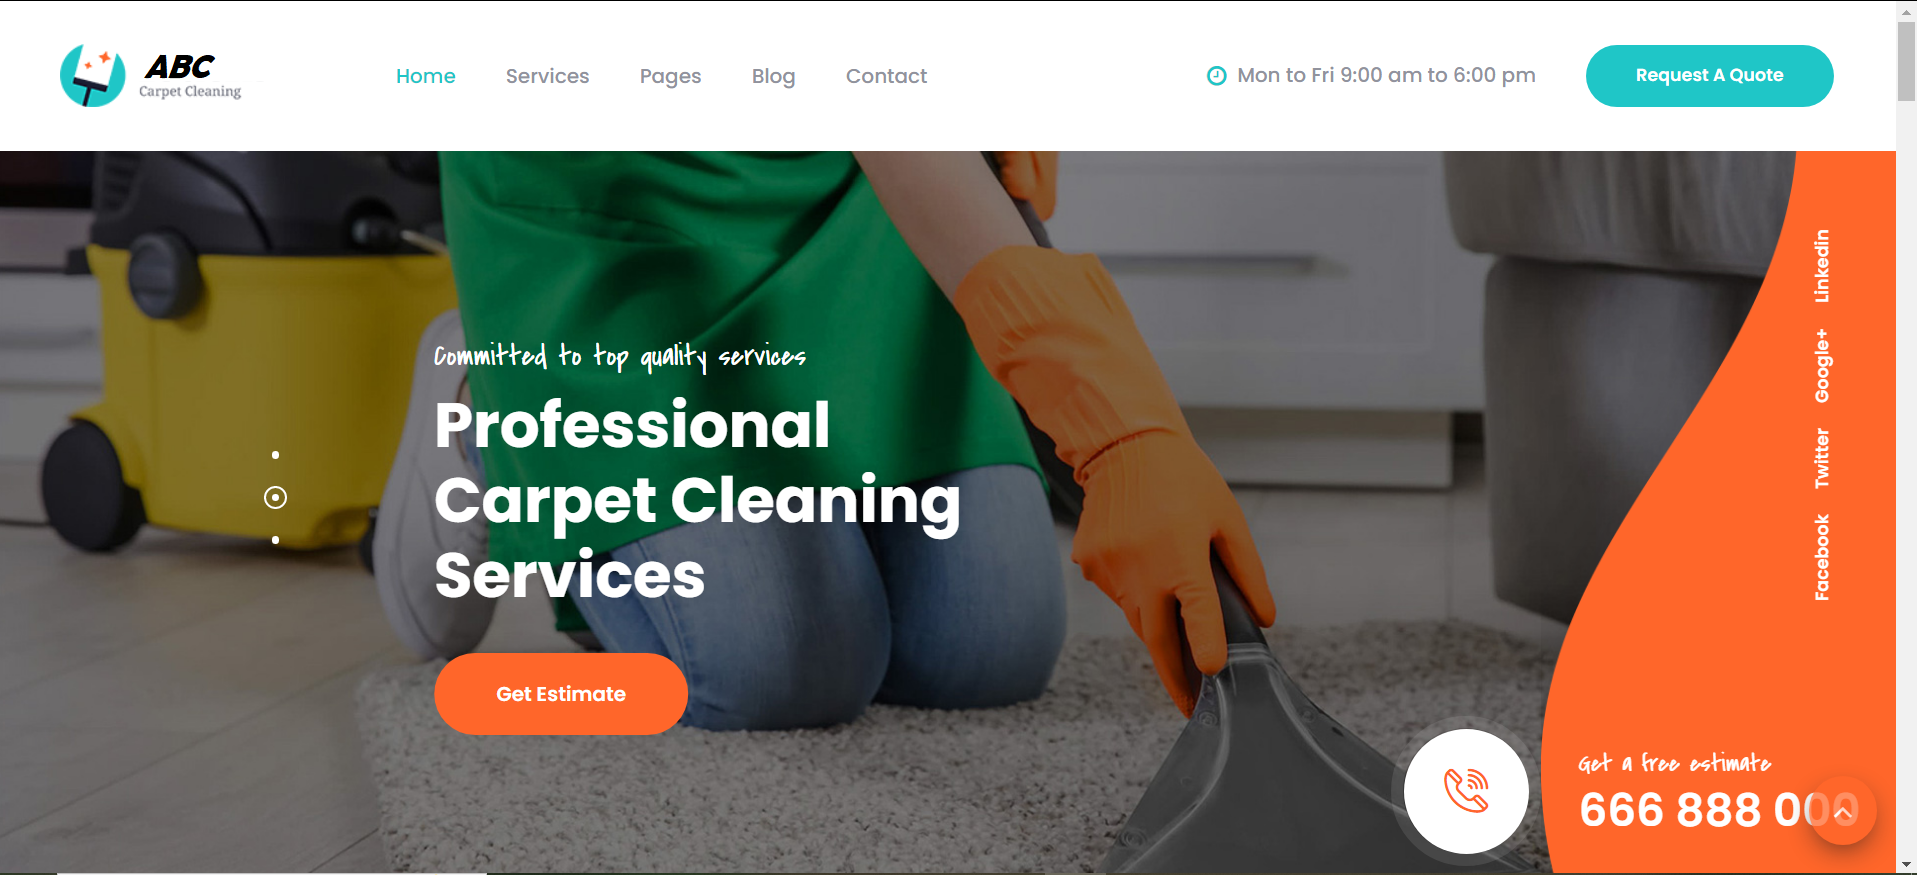 ABC
Carpet Cleaning
Home Services Pages Blog Contact
Mon to Fri 9:00 am to 6:00 pm
Request A Quote
Committed to top quality services
Professional
Carpet Cleaning
Services
Get Estimate
Linkedin
Google+
Twitter
Facebook
Get a free estimate
666 888 000